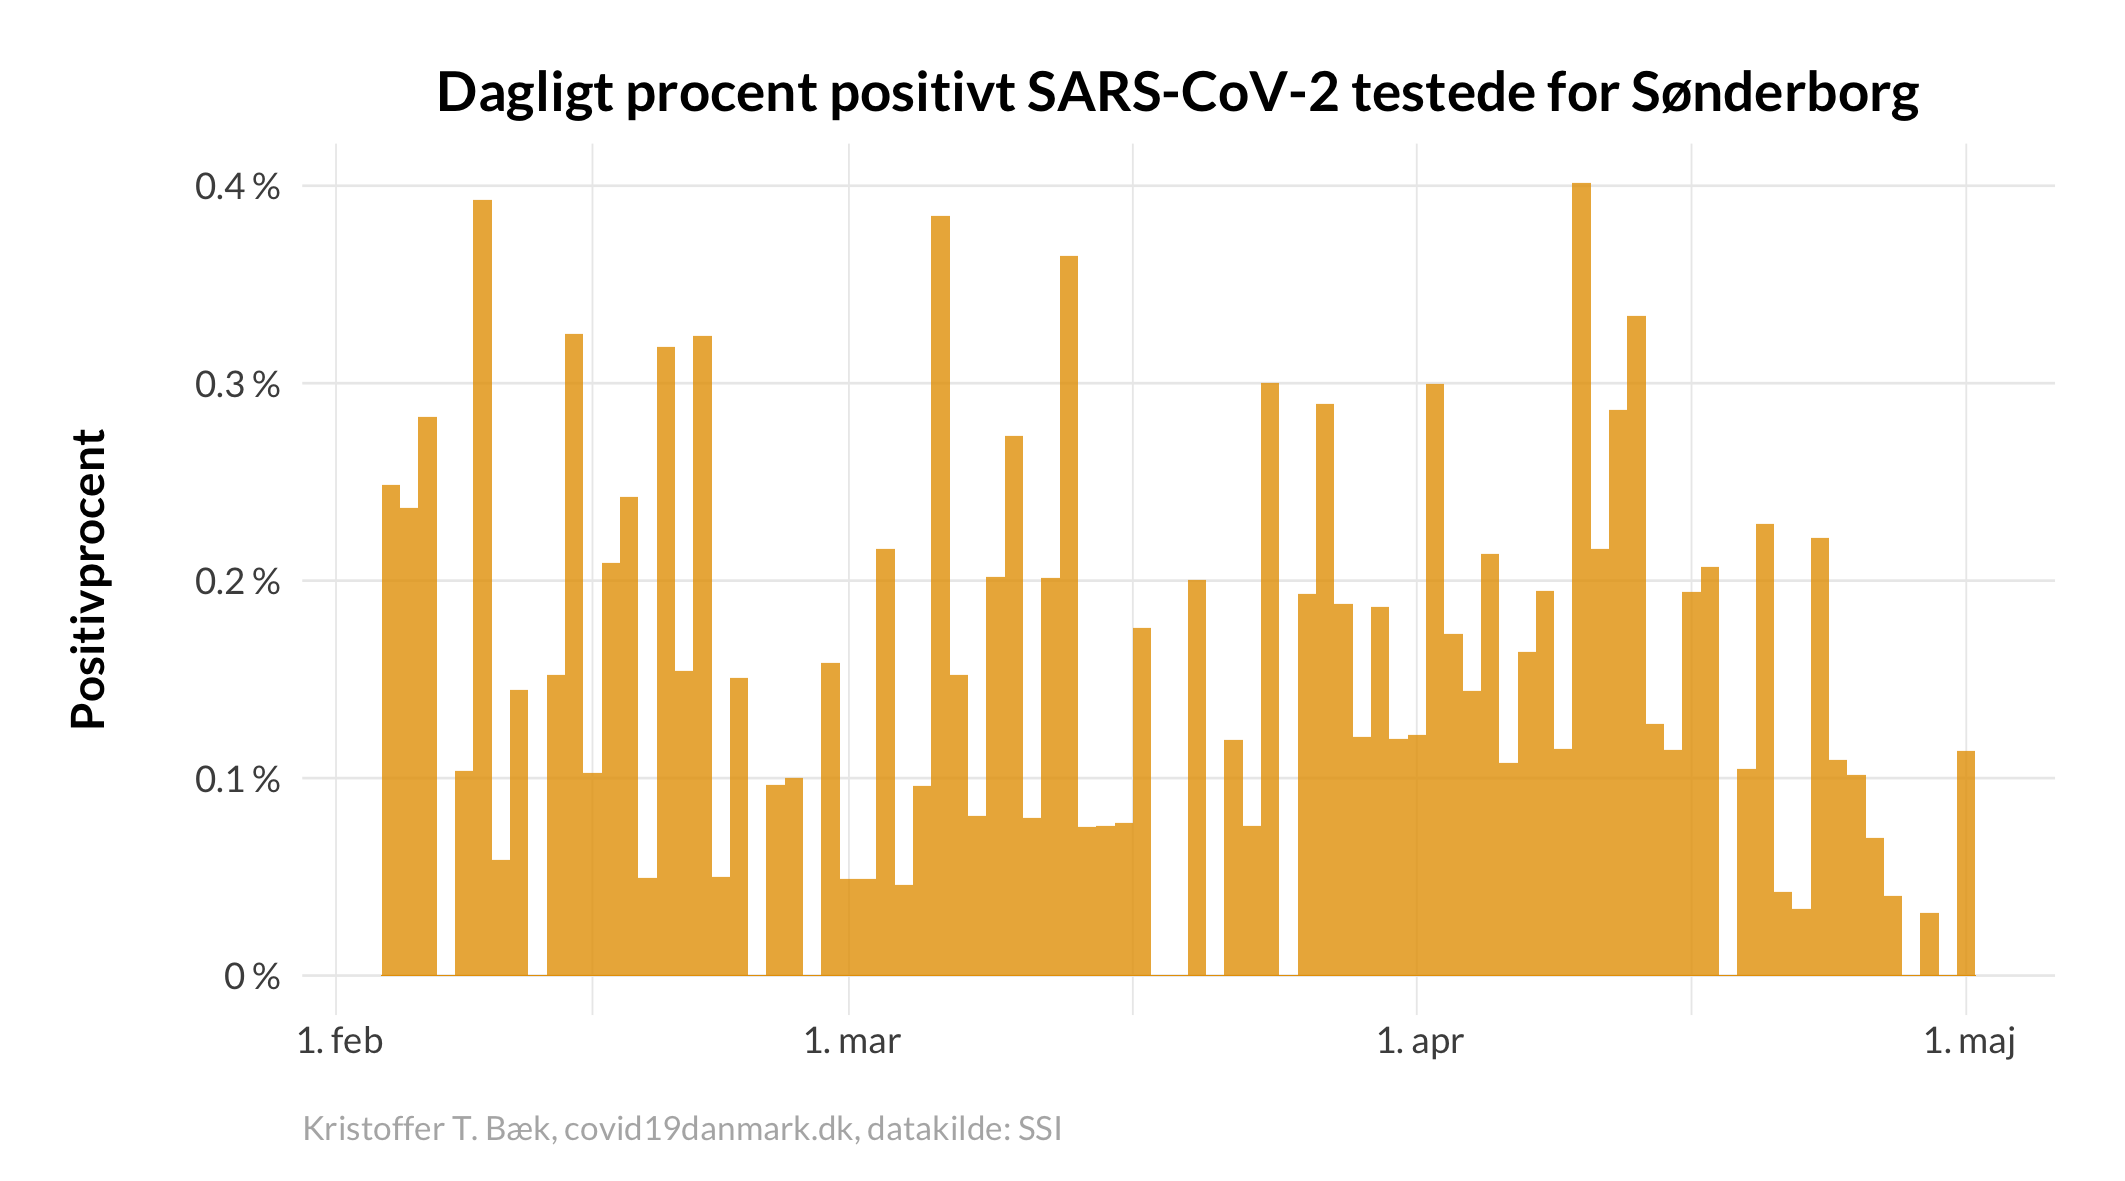 Dagligt procent positivt SARS-CoV-2 testede for Sønderborg
Positivprocent
0.4 %
0.3 %
0.2 %
0.1 %
0 %
1. feb
1. mar
1. apr
1. maj
Kristoffer T. Bæk, covid19danmark.dk, datakilde: SSI